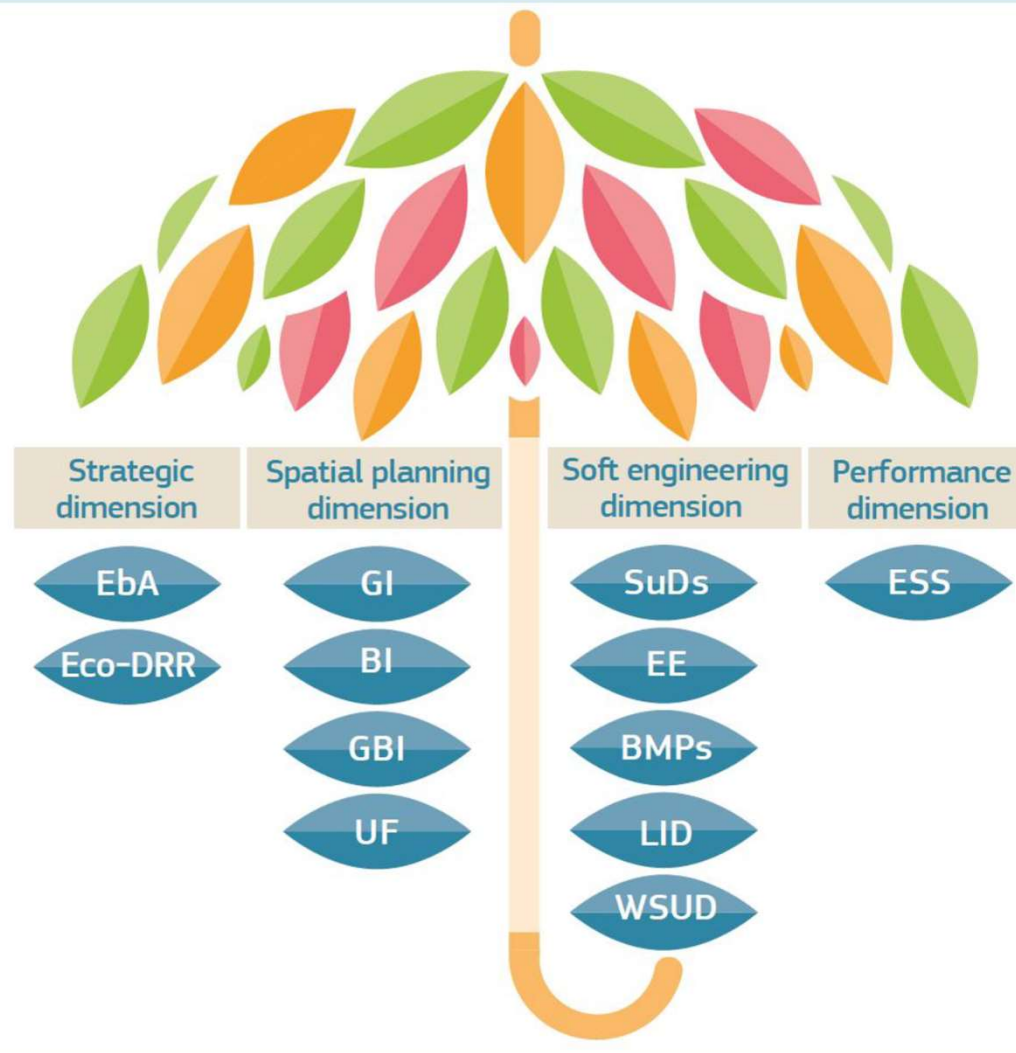 Strategic
dimension
EbA
Eco-DRR
Spatial planning
dimension
GI
BI
GBI
UF
Soft engineering
dimension
SuDs
EE
BMPs
LID
WSUD
Performance
dimension
ESS